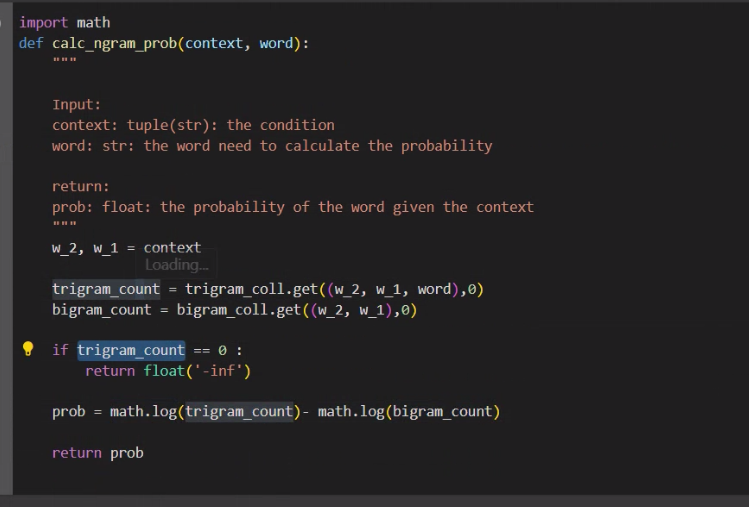 import math
def calc_ngram_prob(context, word):
"""
Input:
context: tuple(str): the condition
word: str: the word need to calculate the probability
return:
prob: float: the probability of the word given the context
"""
w_2, w_1 = context
Loading...
trigram_count = trigram_coll.get((w_2, w_1, word),0)
bigram_count = bigram_coll.get((w_2, w_1),0)
if trigram_count == 0 :
return float('-inf')
prob = math.log(trigram_count)- math.log(bigram_count)
return prob